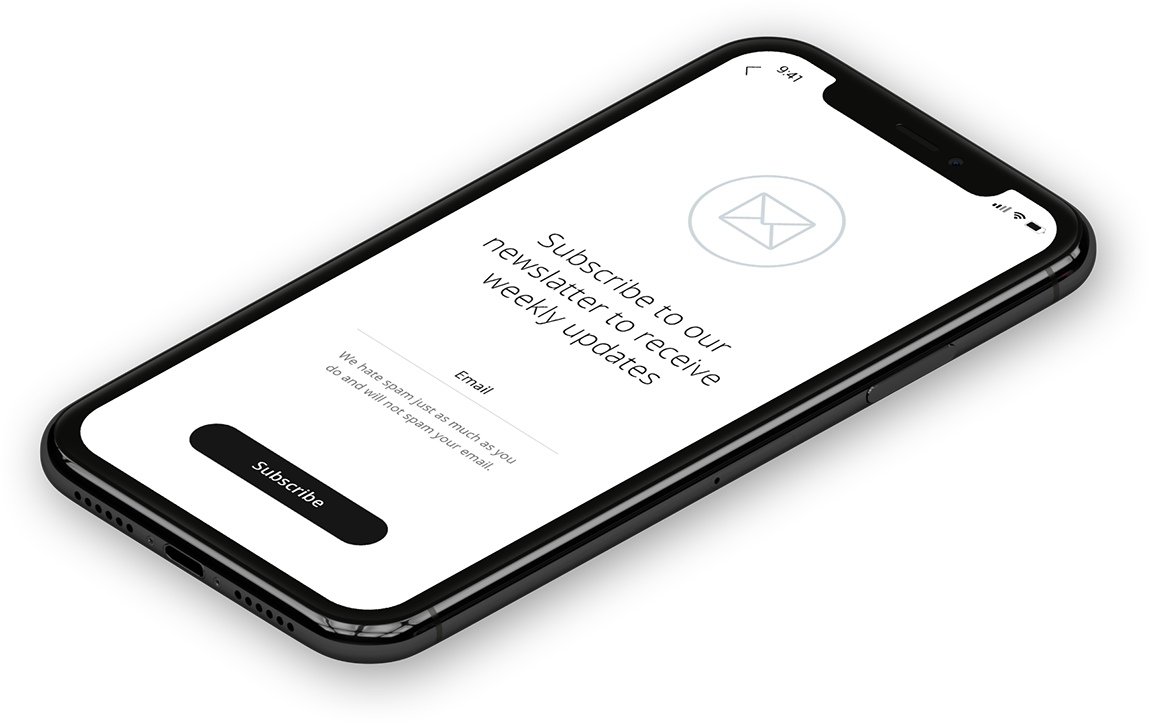 9:41
Subscribe to our
newslatter to receive
weekly updates
Email
We hate spam just as much as you
do and will not spam your email.
Subscribe